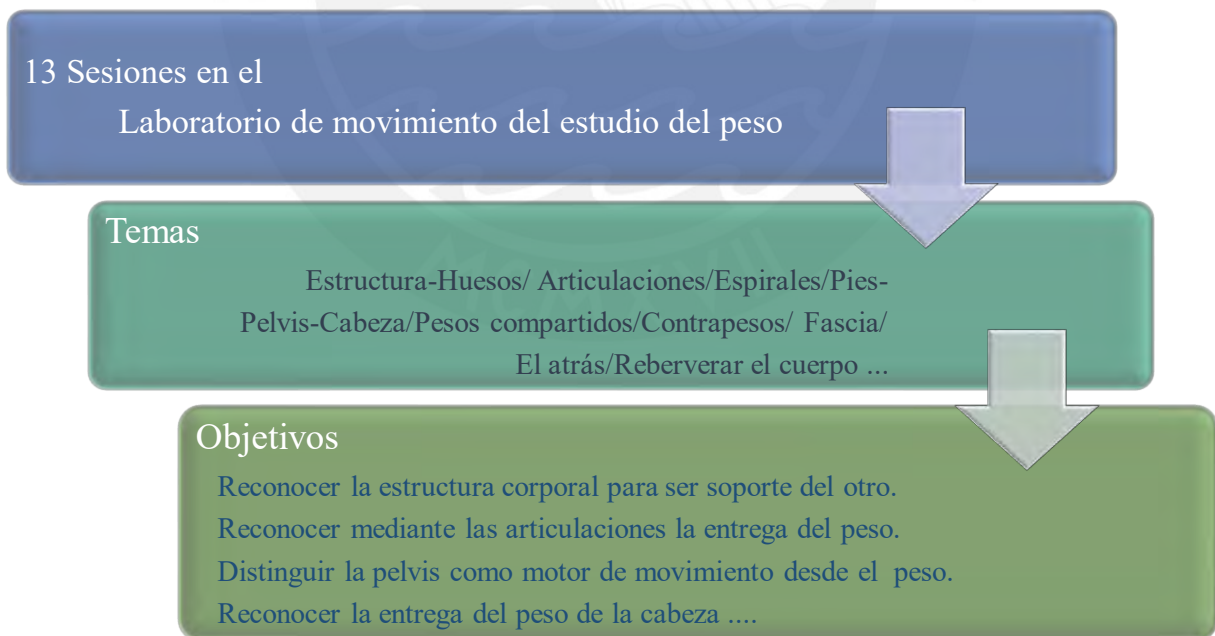 13 Sesiones en el
Laboratorio de movimiento del estudio del peso
Temas
Estructura-Huesos/ Articulaciones/Espirales/Pies-
Pelvis-Cabeza/Pesos compartidos/Contrapesos/ Fascia/
El atrás/Reberverar el cuerpo ...
Objetivos
Reconocer la estructura corporal para ser soporte del otro.
Reconocer mediante las articulaciones la entrega del peso.
Distinguir la pelvis como motor de movimiento desde el peso.
Reconocer la entrega del peso de la cabeza ....